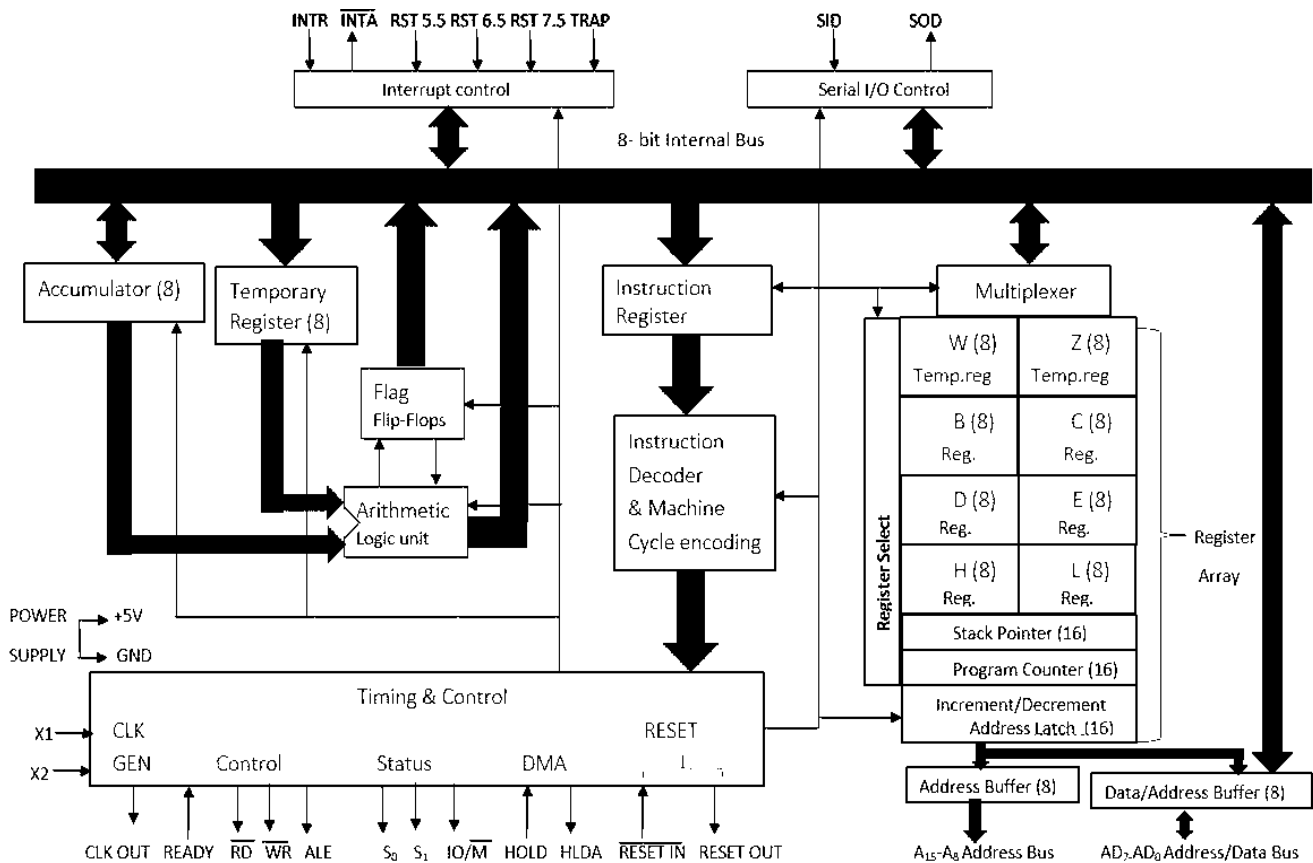 INTR INTA RST 5.5 RST 6.5 RST 7.5 TRAP
SID SOD
Interrupt control
Serial I/O Control
8- bit Internal Bus
Accumulator (8)
Temporary
Register (8)
Instruction
Register
Multiplexer
Flag
Flip-Flops
W (8)
Temp.reg
Z (8)
Temp.reg
B (8)
Reg.
C (8)
Reg.
Instruction
Decoder
& Machine
Cycle encoding
Arithmetic
Logic unit
D (8)
Reg.
E (8)
Reg.
H (8)
Reg.
L (8)
Reg.
Register Select
Register
Array
Stack Pointer (16)
Program Counter (16)
Increment/Decrement
Address Latch (16)
POWER +5V
SUPPLY GND
Timing & Control
X1 CLK RESET
X2 GEN Control Status DMA
Address Buffer (8)
Data/Address Buffer (8)
CLK OUT READY RD WR ALE S0 S1 IO/M HOLD HLDA RESET IN RESET OUT
A15-A8 Address Bus
AD7-AD0 Address/Data Bus